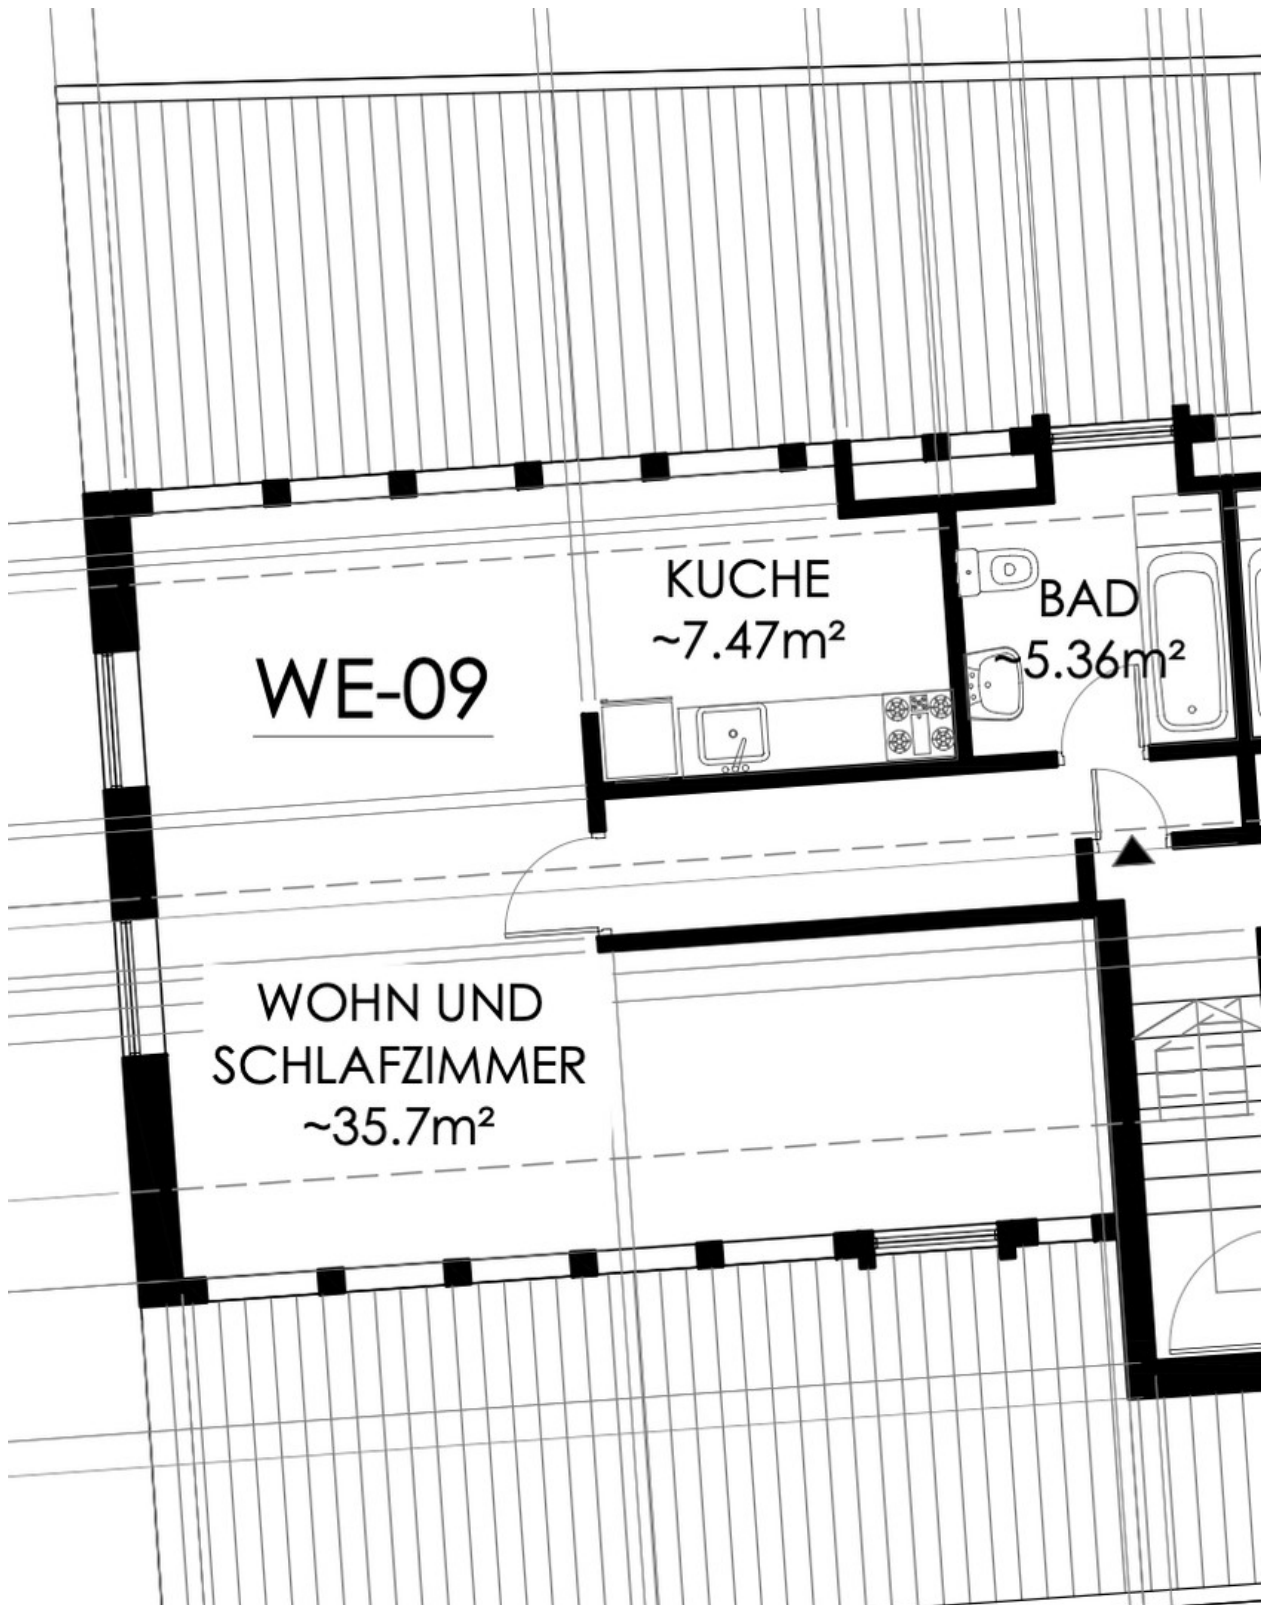 KUCHE
~7.47m²
BAD
~5.36m²
WE-09
WOHN UND
SCHLAFZIMMER
~35.7m²